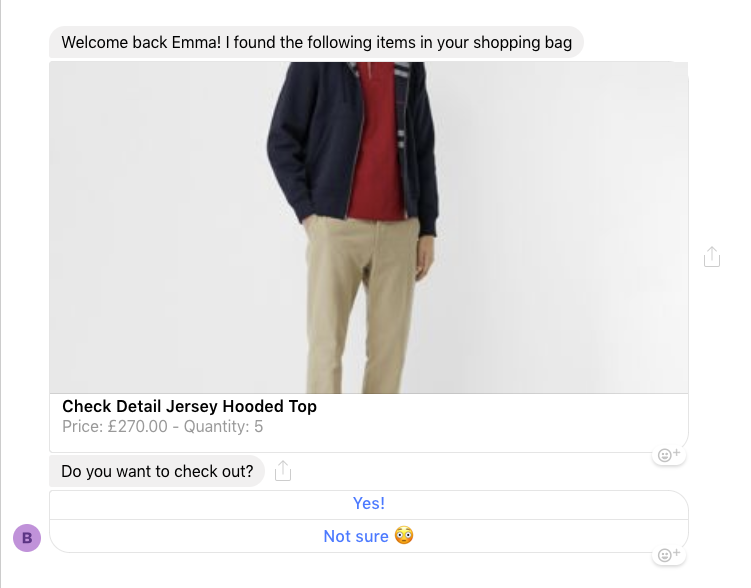 Welcome back Emma! I found the following items in your shopping bag
Check Detail Jersey Hooded Top
Price: £270.00 - Quantity: 5
Do you want to check out?
Yes!
Not sure 😳
B